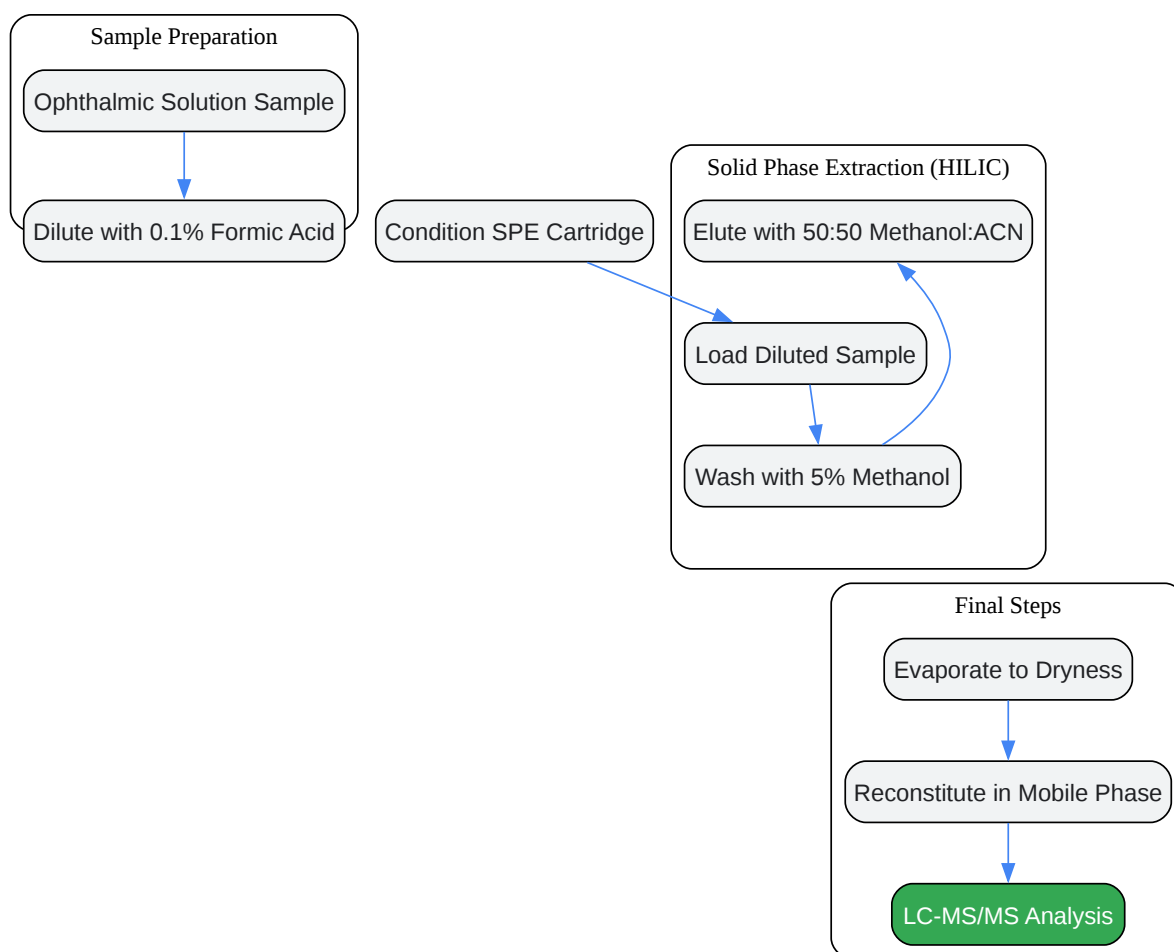 Sample Preparation
Ophthalmic Solution Sample
Dilute with 0.1% Formic Acid
Condition SPE Cartridge
Solid Phase Extraction (HILIC)
Elute with 50:50 Methanol:ACN
Load Diluted Sample
Wash with 5% Methanol
Final Steps
Evaporate to Dryness
Reconstitute in Mobile Phase
LC-MS/MS Analysis